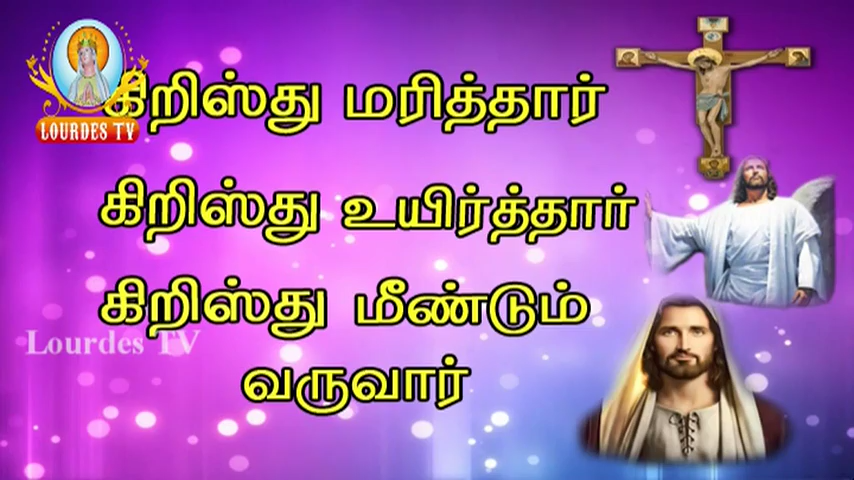 கிறிஸ்து மரித்தார்
LOURDES TV
கிறிஸ்து உயிர்த்தார்
கிறிஸ்து மீண்டும்
Lourdes TV
வருவார்